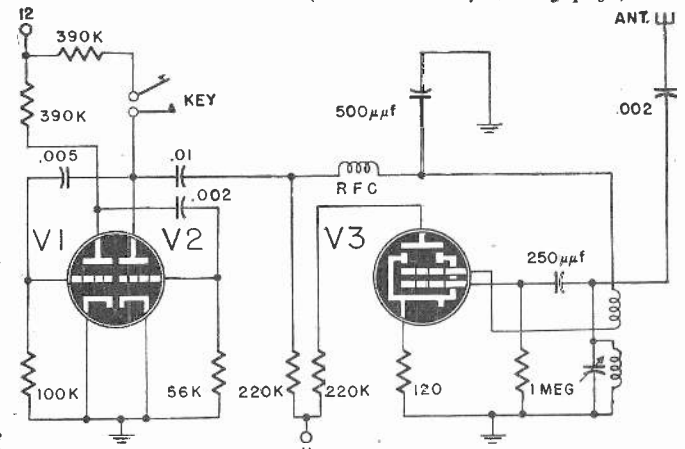 12
ANT.
390K
KEY
390K
500μμf
.002
.005
.01
RFC
.002
V1
V2
V3
250μμf
100K
56K
220K
220K
120
1 MEG